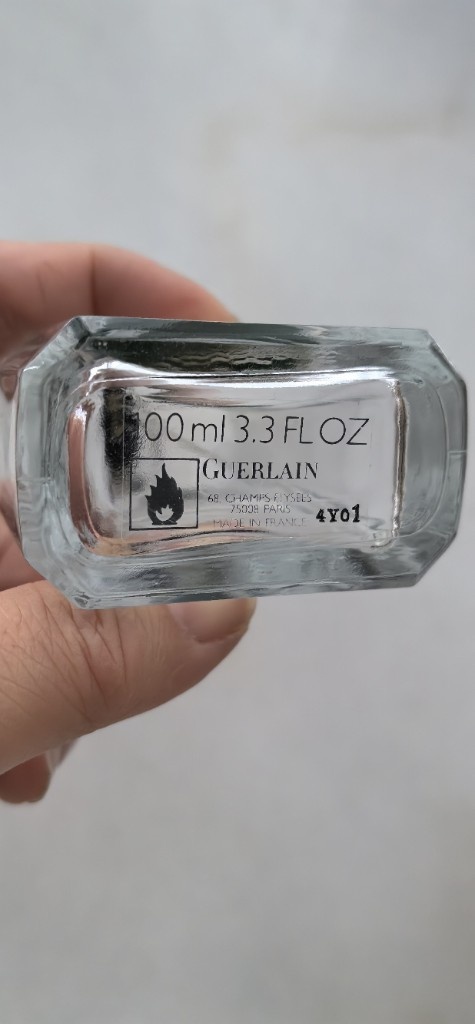 00 ml 3.3 FL OZ
GUERLAIN
68, CHAMPS-ELYSEES
75008 PARIS
MADE IN FRANCE
4Y01